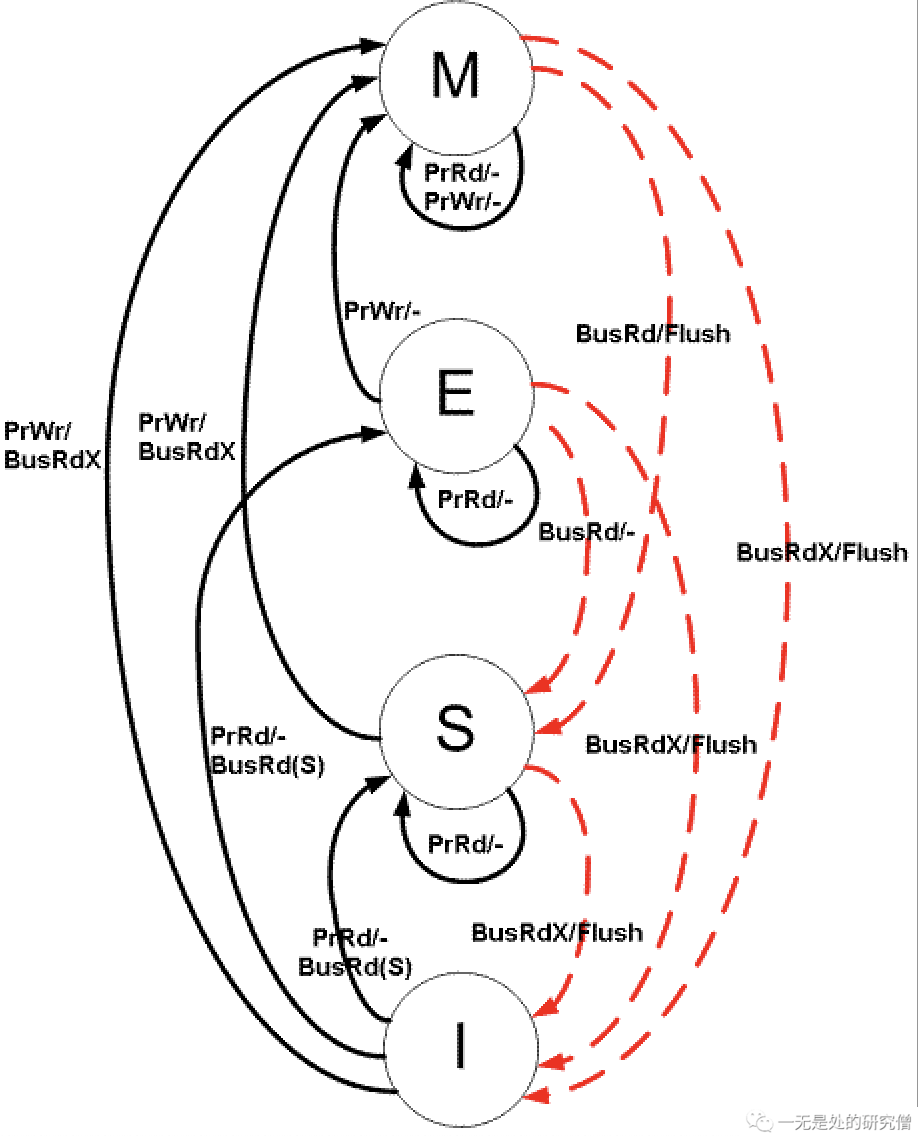 M
PrRd/-
PrWr/-
PrWr/-
BusRd/Flush
E
PrWr/
BusRdX
PrWr/
BusRdX
PrRd/-
BusRd/-
BusRdX/Flush
S
PrRd/-
BusRd(S)
BusRdX/Flush
PrRd/-
PrRd/-
BusRd(S)
BusRdX/Flush
I
一无是处的研究僧